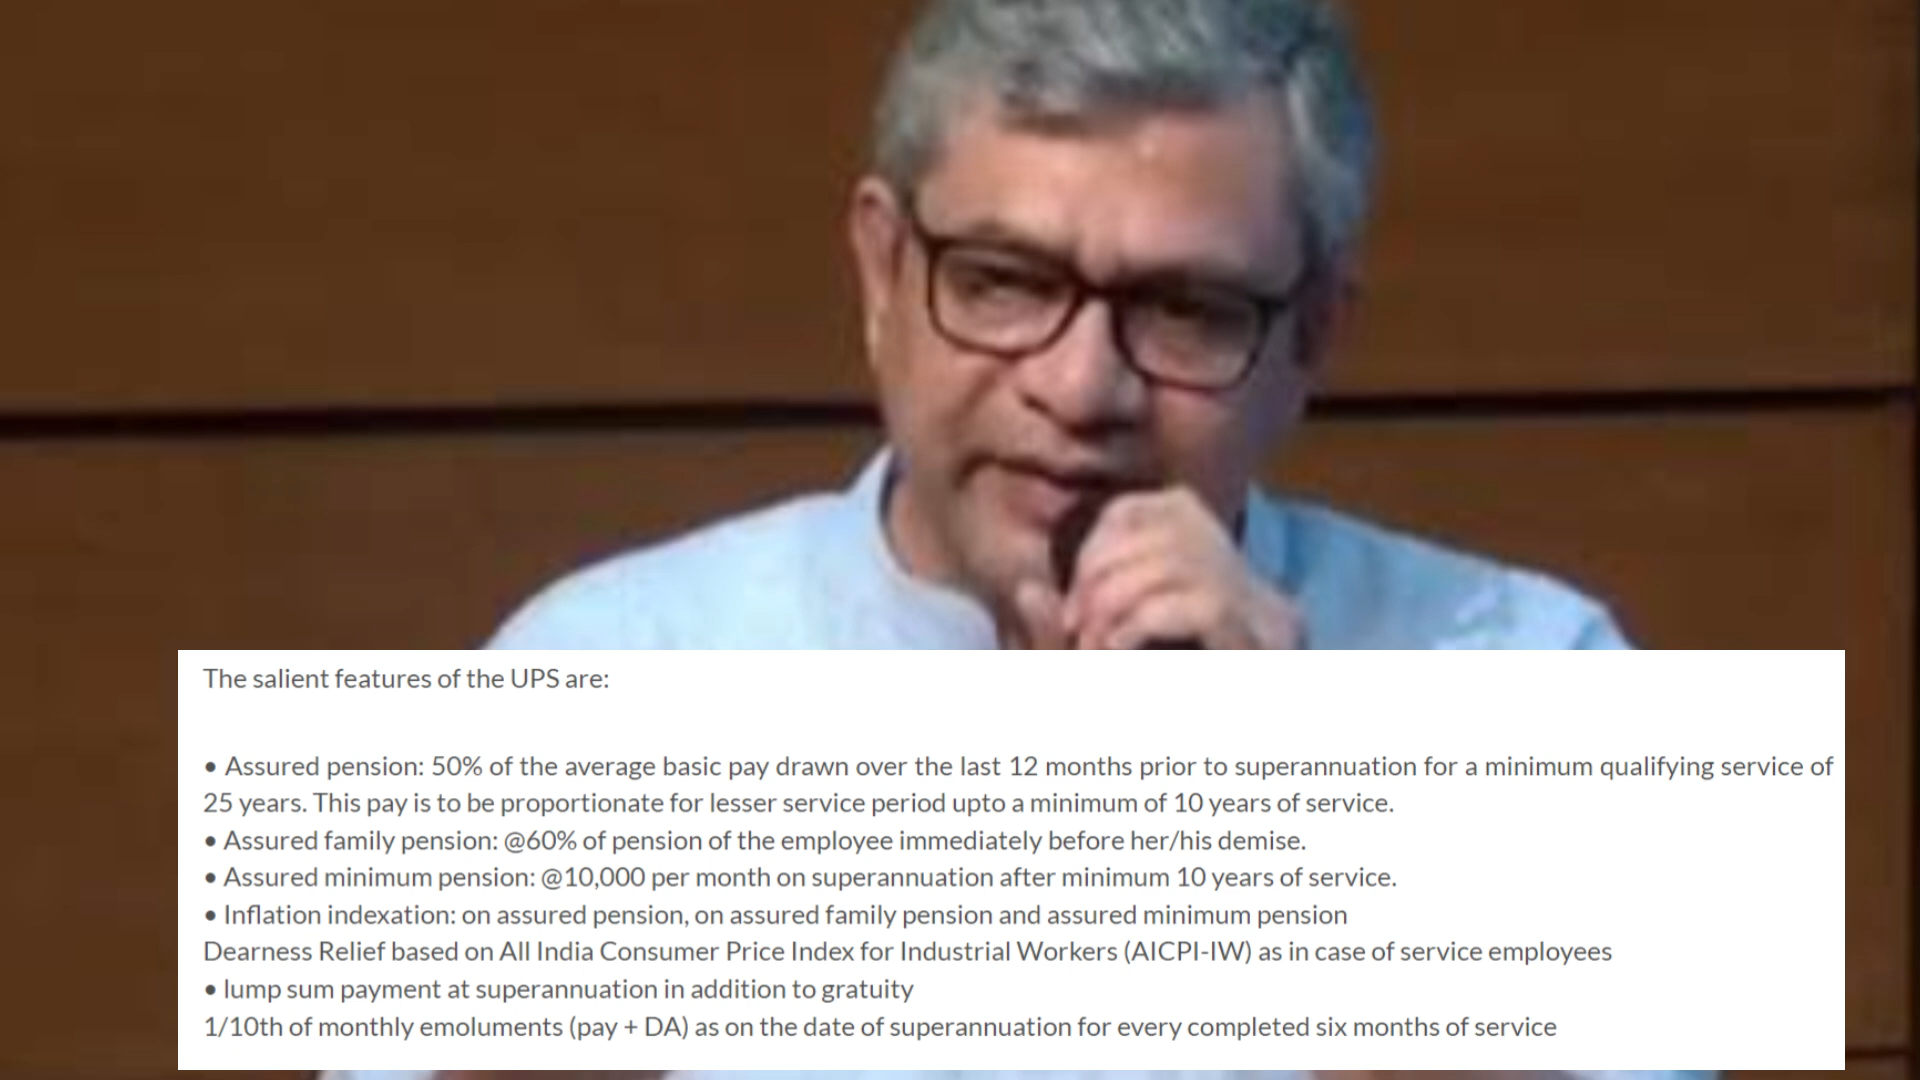 The salient features of the UPS are:
• Assured pension: 50% of the average basic pay drawn over the last 12 months prior to superannuation for a minimum qualifying service of
25 years. This pay is to be proportionate for lesser service period upto a minimum of 10 years of service.
• Assured family pension: @60% of pension of the employee immediately before her/his demise.
• Assured minimum pension: @10,000 per month on superannuation after minimum 10 years of service.
• Inflation indexation: on assured pension, on assured family pension and assured minimum pension
Dearness Relief based on All India Consumer Price Index for Industrial Workers (AICPI-IW) as in case of service employees
• lump sum payment at superannuation in addition to gratuity
1/10th of monthly emoluments (pay + DA) as on the date of superannuation for every completed six months of service